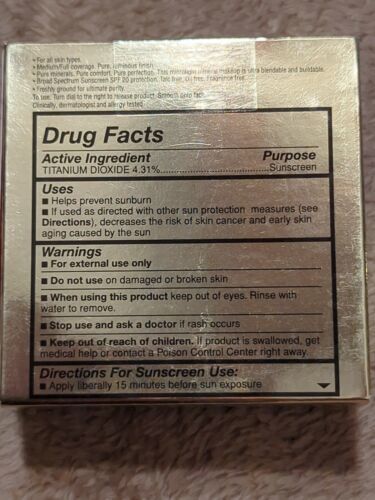 • For all skin types.
• Medium/Full coverage. Pure, luminous finish.
• Pure minerals. Pure comfort. Pure perfection. This mineral makeup is ultra blendable and buildable.
• Broad Spectrum Sunscreen SPF 20 protection. Talc free. Oil free. Fragrance free.
• Freshly ground for ultimate purity.
To use: Turn dial to the right to release product. Smooth onto face.
Clinically, dermatologist and allergy tested.
Drug Facts
Active Ingredient Purpose
TITANIUM DIOXIDE 4.31%..............................Sunscreen
Uses
■ Helps prevent sunburn
■ If used as directed with other sun protection measures (see
Directions), decreases the risk of skin cancer and early skin
aging caused by the sun
Warnings
■ For external use only
■ Do not use on damaged or broken skin
■ When using this product keep out of eyes. Rinse with
water to remove.
■ Stop use and ask a doctor if rash occurs
■ Keep out of reach of children. If product is swallowed, get
medical help or contact a Poison Control Center right away.
Directions For Sunscreen Use:
■ Apply liberally 15 minutes before sun exposure